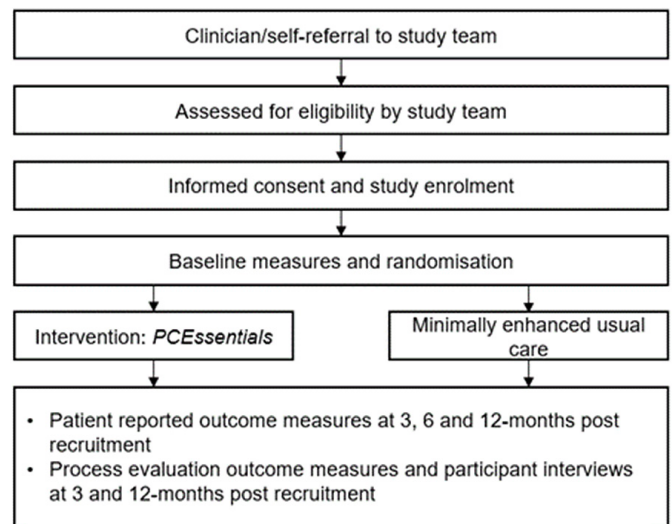 Clinician/self-referral to study team
Assessed for eligibility by study team
Informed consent and study enrolment
Baseline measures and randomisation
Intervention: PCEssentials
Minimally enhanced usual
care
• Patient reported outcome measures at 3, 6 and 12-months post
recruitment
• Process evaluation outcome measures and participant interviews
at 3 and 12-months post recruitment